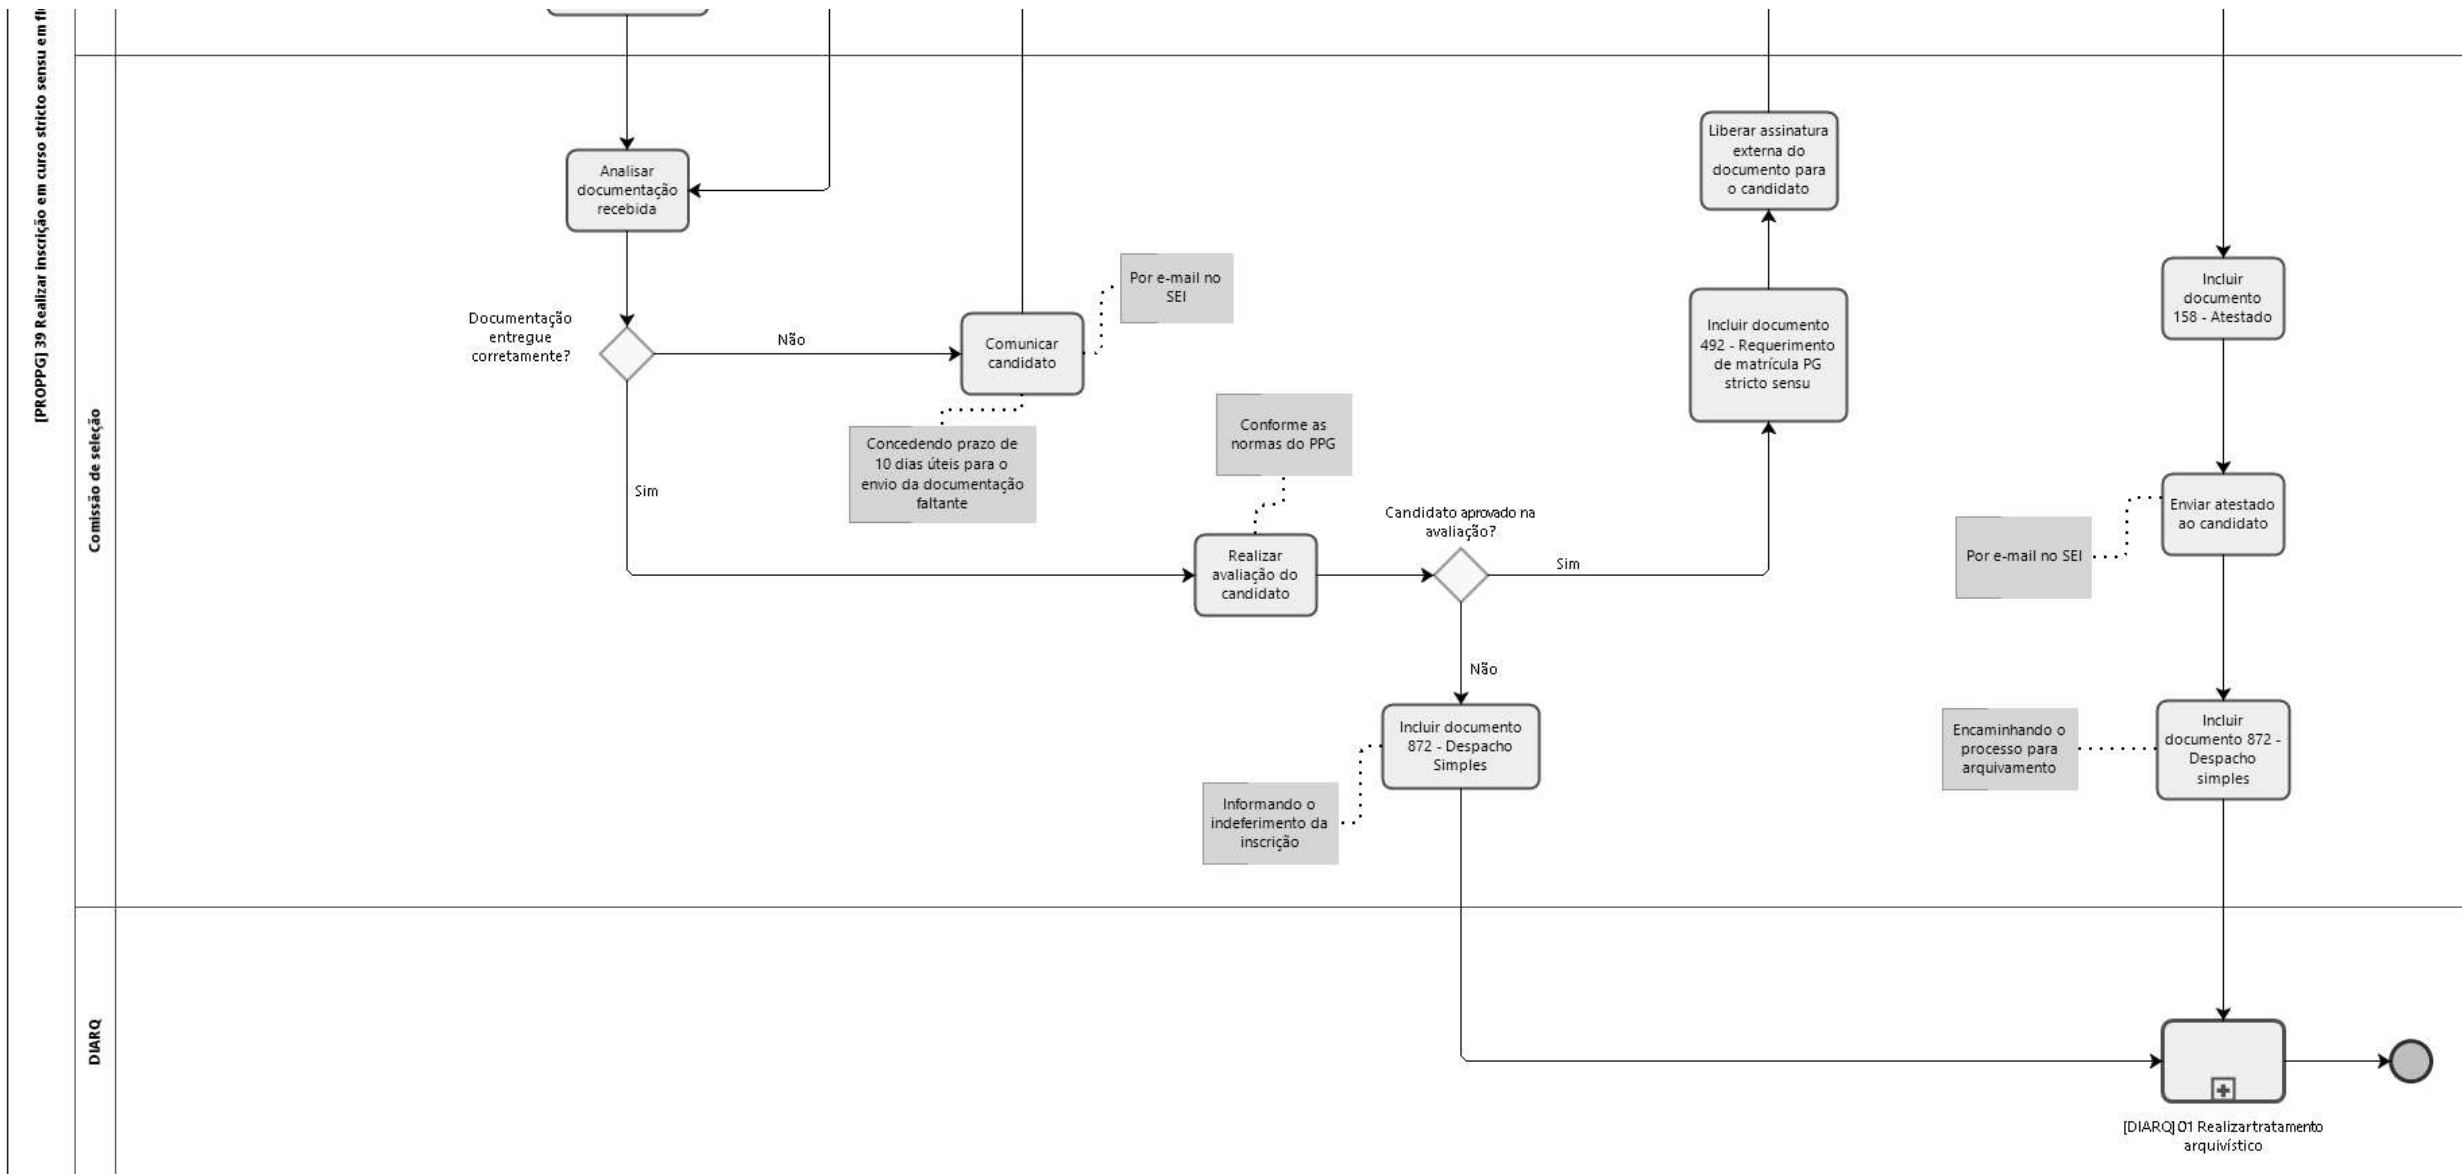 [PROPPG] 39 Realizar inscrição em curso stricto sensu em
Comissão de seleção
Analisar
documentação
recebida
Documentação
entregue
corretamente?
Não
Sim
Comunicar
candidato
Por e-mail no
SEI
Concedendo prazo de
10 dias úteis para o
envio da documentação
faltante
Conforme as
normas do PPG
Realizar
avaliação do
candidato
Candidato aprovado na
avaliação?
Sim
Não
Incluir documento
872 - Despacho
Simples
Informando o
indeferimento da
inscrição
Liberar assinatura
externa do
documento para
o candidato
Incluir documento
492 - Requerimento
de matrícula PG
stricto sensu
Incluir
documento
158 - Atestado
Enviar atestado
ao candidato
Por e-mail no SEI
Incluir
documento 872 -
Despacho
simples
Encaminhando o
processo para
arquivamento
DIARQ
[DIARQ] 01 Realizar tratamento
arquivístico